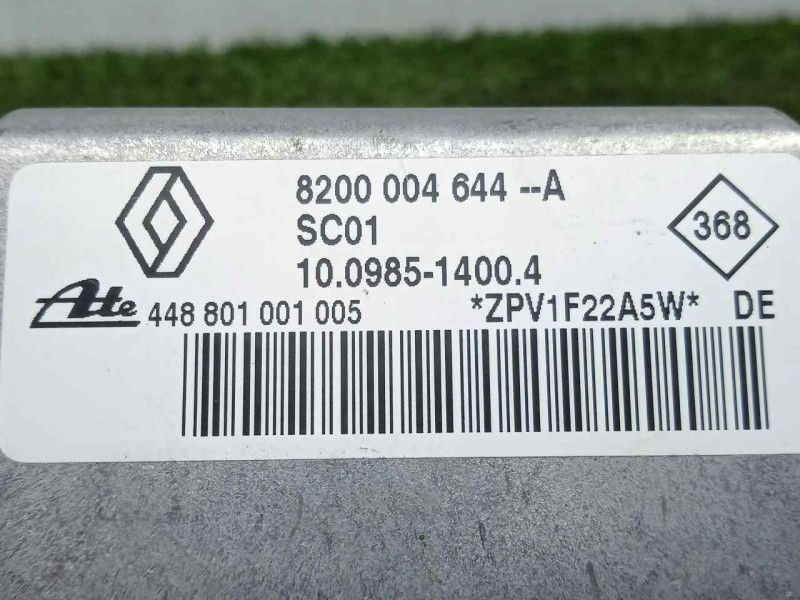 8200 004 644 --A
SC01
368
10.0985-1400.4
Ate 448 801 001 005 *ZPV1F22A5W* DE